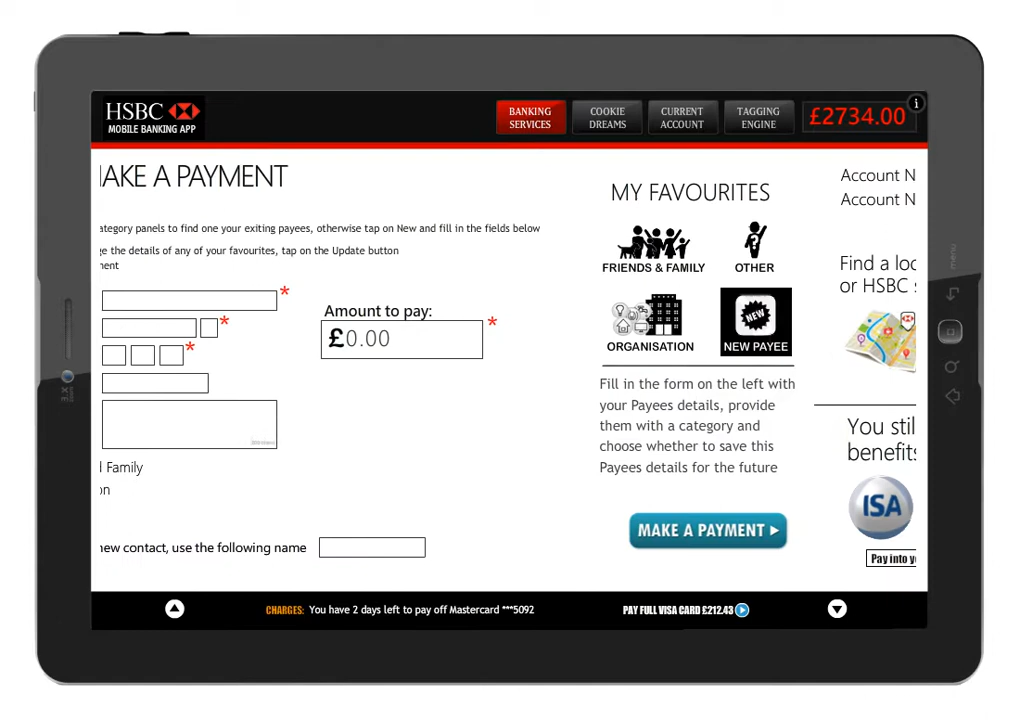 HSBC
MOBILE BANKING APP
BANKING
SERVICES
COOKIE
DREAMS
CURRENT
ACCOUNT
TAGGING
ENGINE
£2734.00
i
MAKE A PAYMENT
ategory panels to find one your exiting payees, otherwise tap on New and fill in the fields below
ge the details of any of your favourites, tap on the Update button
nent
*
*
*
Amount to pay:
£0.00
*
l Family
on
new contact, use the following name
MY FAVOURITES
FRIENDS & FAMILY
OTHER
NEW
ORGANISATION
NEW PAYEE
Fill in the form on the left with
your Payees details, provide
them with a category and
choose whether to save this
Payees details for the future
MAKE A PAYMENT
Account N
Account N
Find a loc
or HSBC s
You stil
benefits
ISA
Pay into y
CHARGES: You have 2 days left to pay off Mastercard ***5092
PAY FULL VISA CARD £212.43
menu